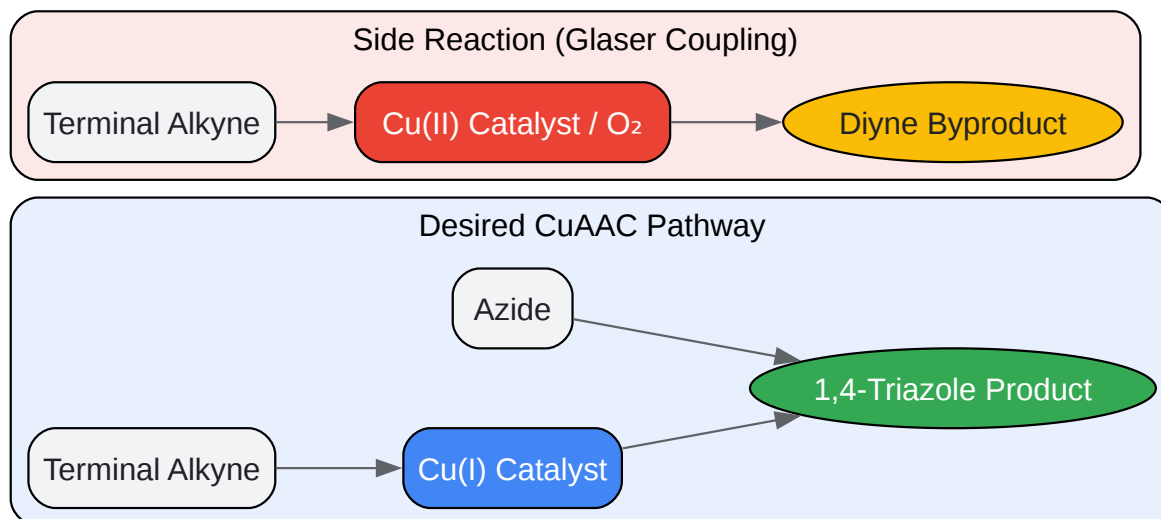 Side Reaction (Glaser Coupling)
Terminal Alkyne
Cu(II) Catalyst / O₂
Diyne Byproduct
Desired CuAAC Pathway
Azide
1,4-Triazole Product
Terminal Alkyne
Cu(I) Catalyst